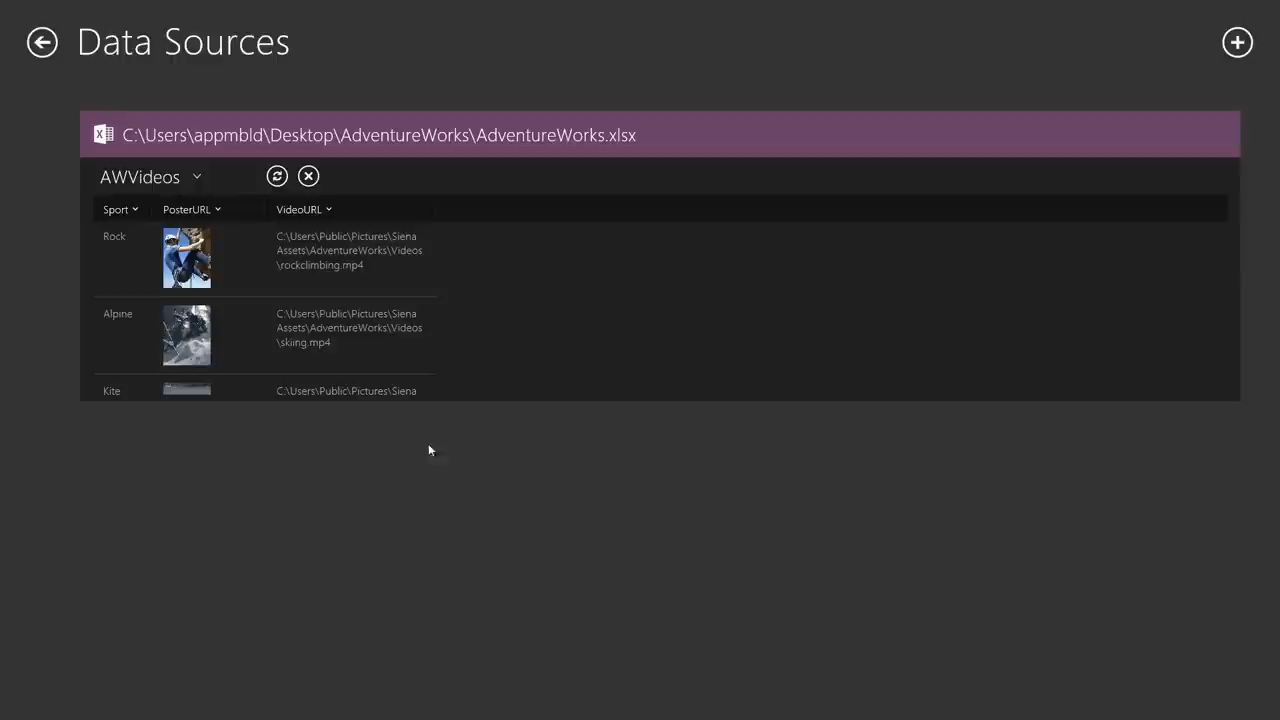 Data Sources
C:\Users\appmbld\Desktop\AdventureWorks\AdventureWorks.xlsx
AWVideos
Sport PosterURL VideoURL
Rock
C:\Users\Public\Pictures\Siena
Assets\AdventureWorks\Videos
\rockclimbing.mp4
Alpine
C:\Users\Public\Pictures\Siena
Assets\AdventureWorks\Videos
\skiing.mp4
Kite
C:\Users\Public\Pictures\Siena